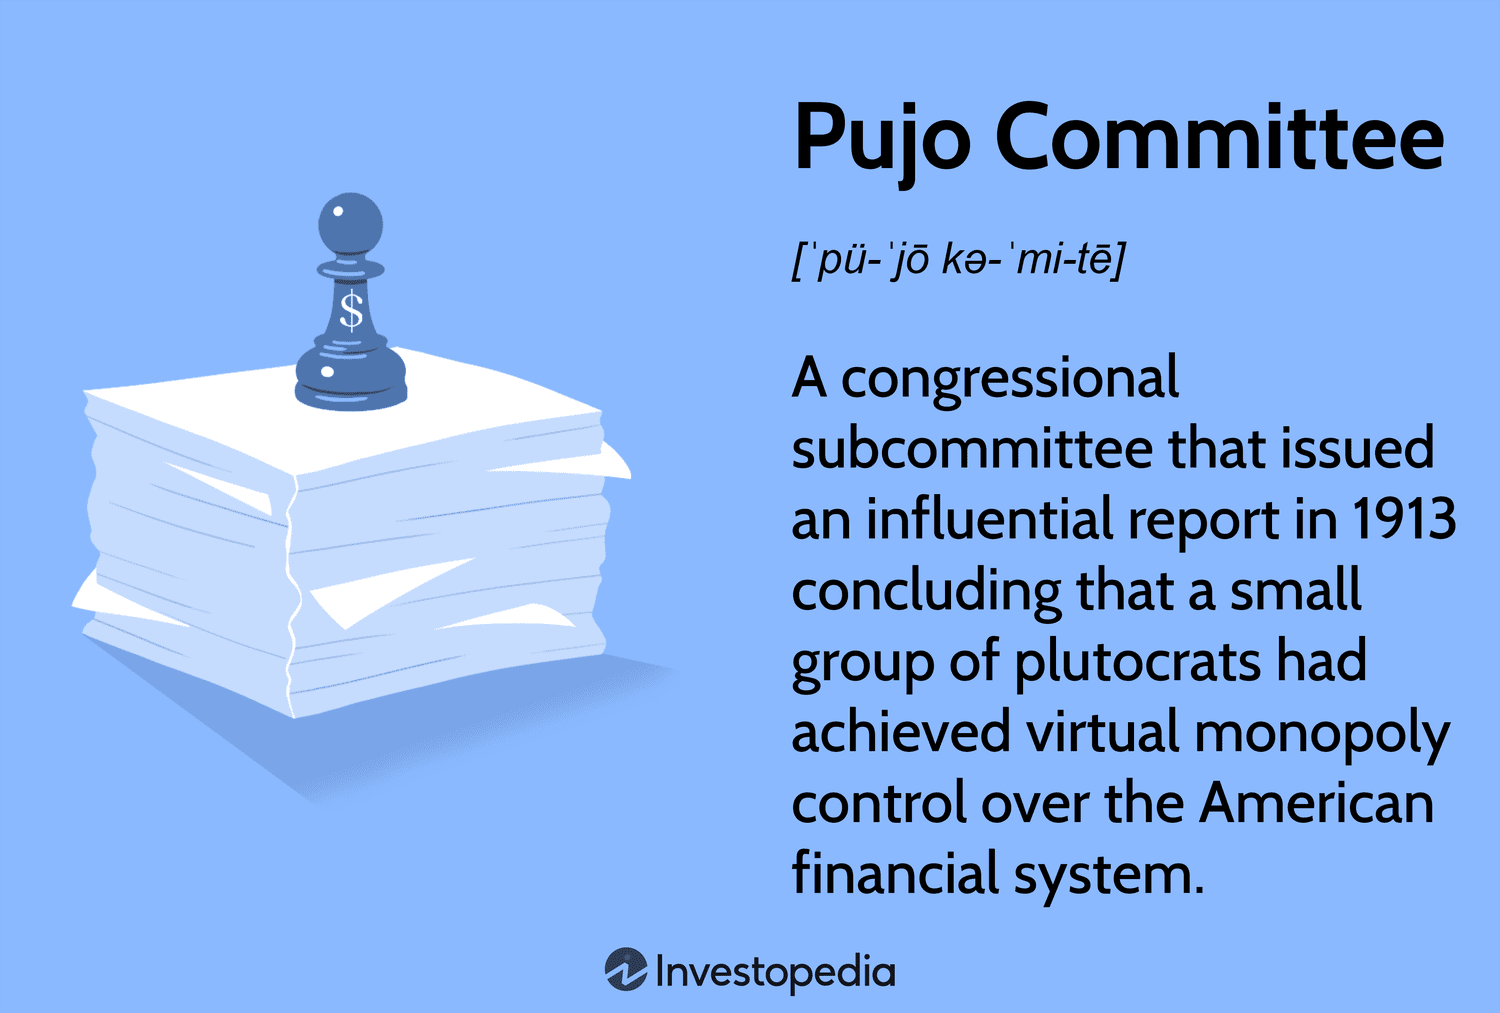 Pujo Committee
[ˈpü-ˈjō kə-ˈmi-tē]
$
A congressional
subcommittee that issued
an influential report in 1913
concluding that a small
group of plutocrats had
achieved virtual monopoly
control over the American
financial system.
Investopedia